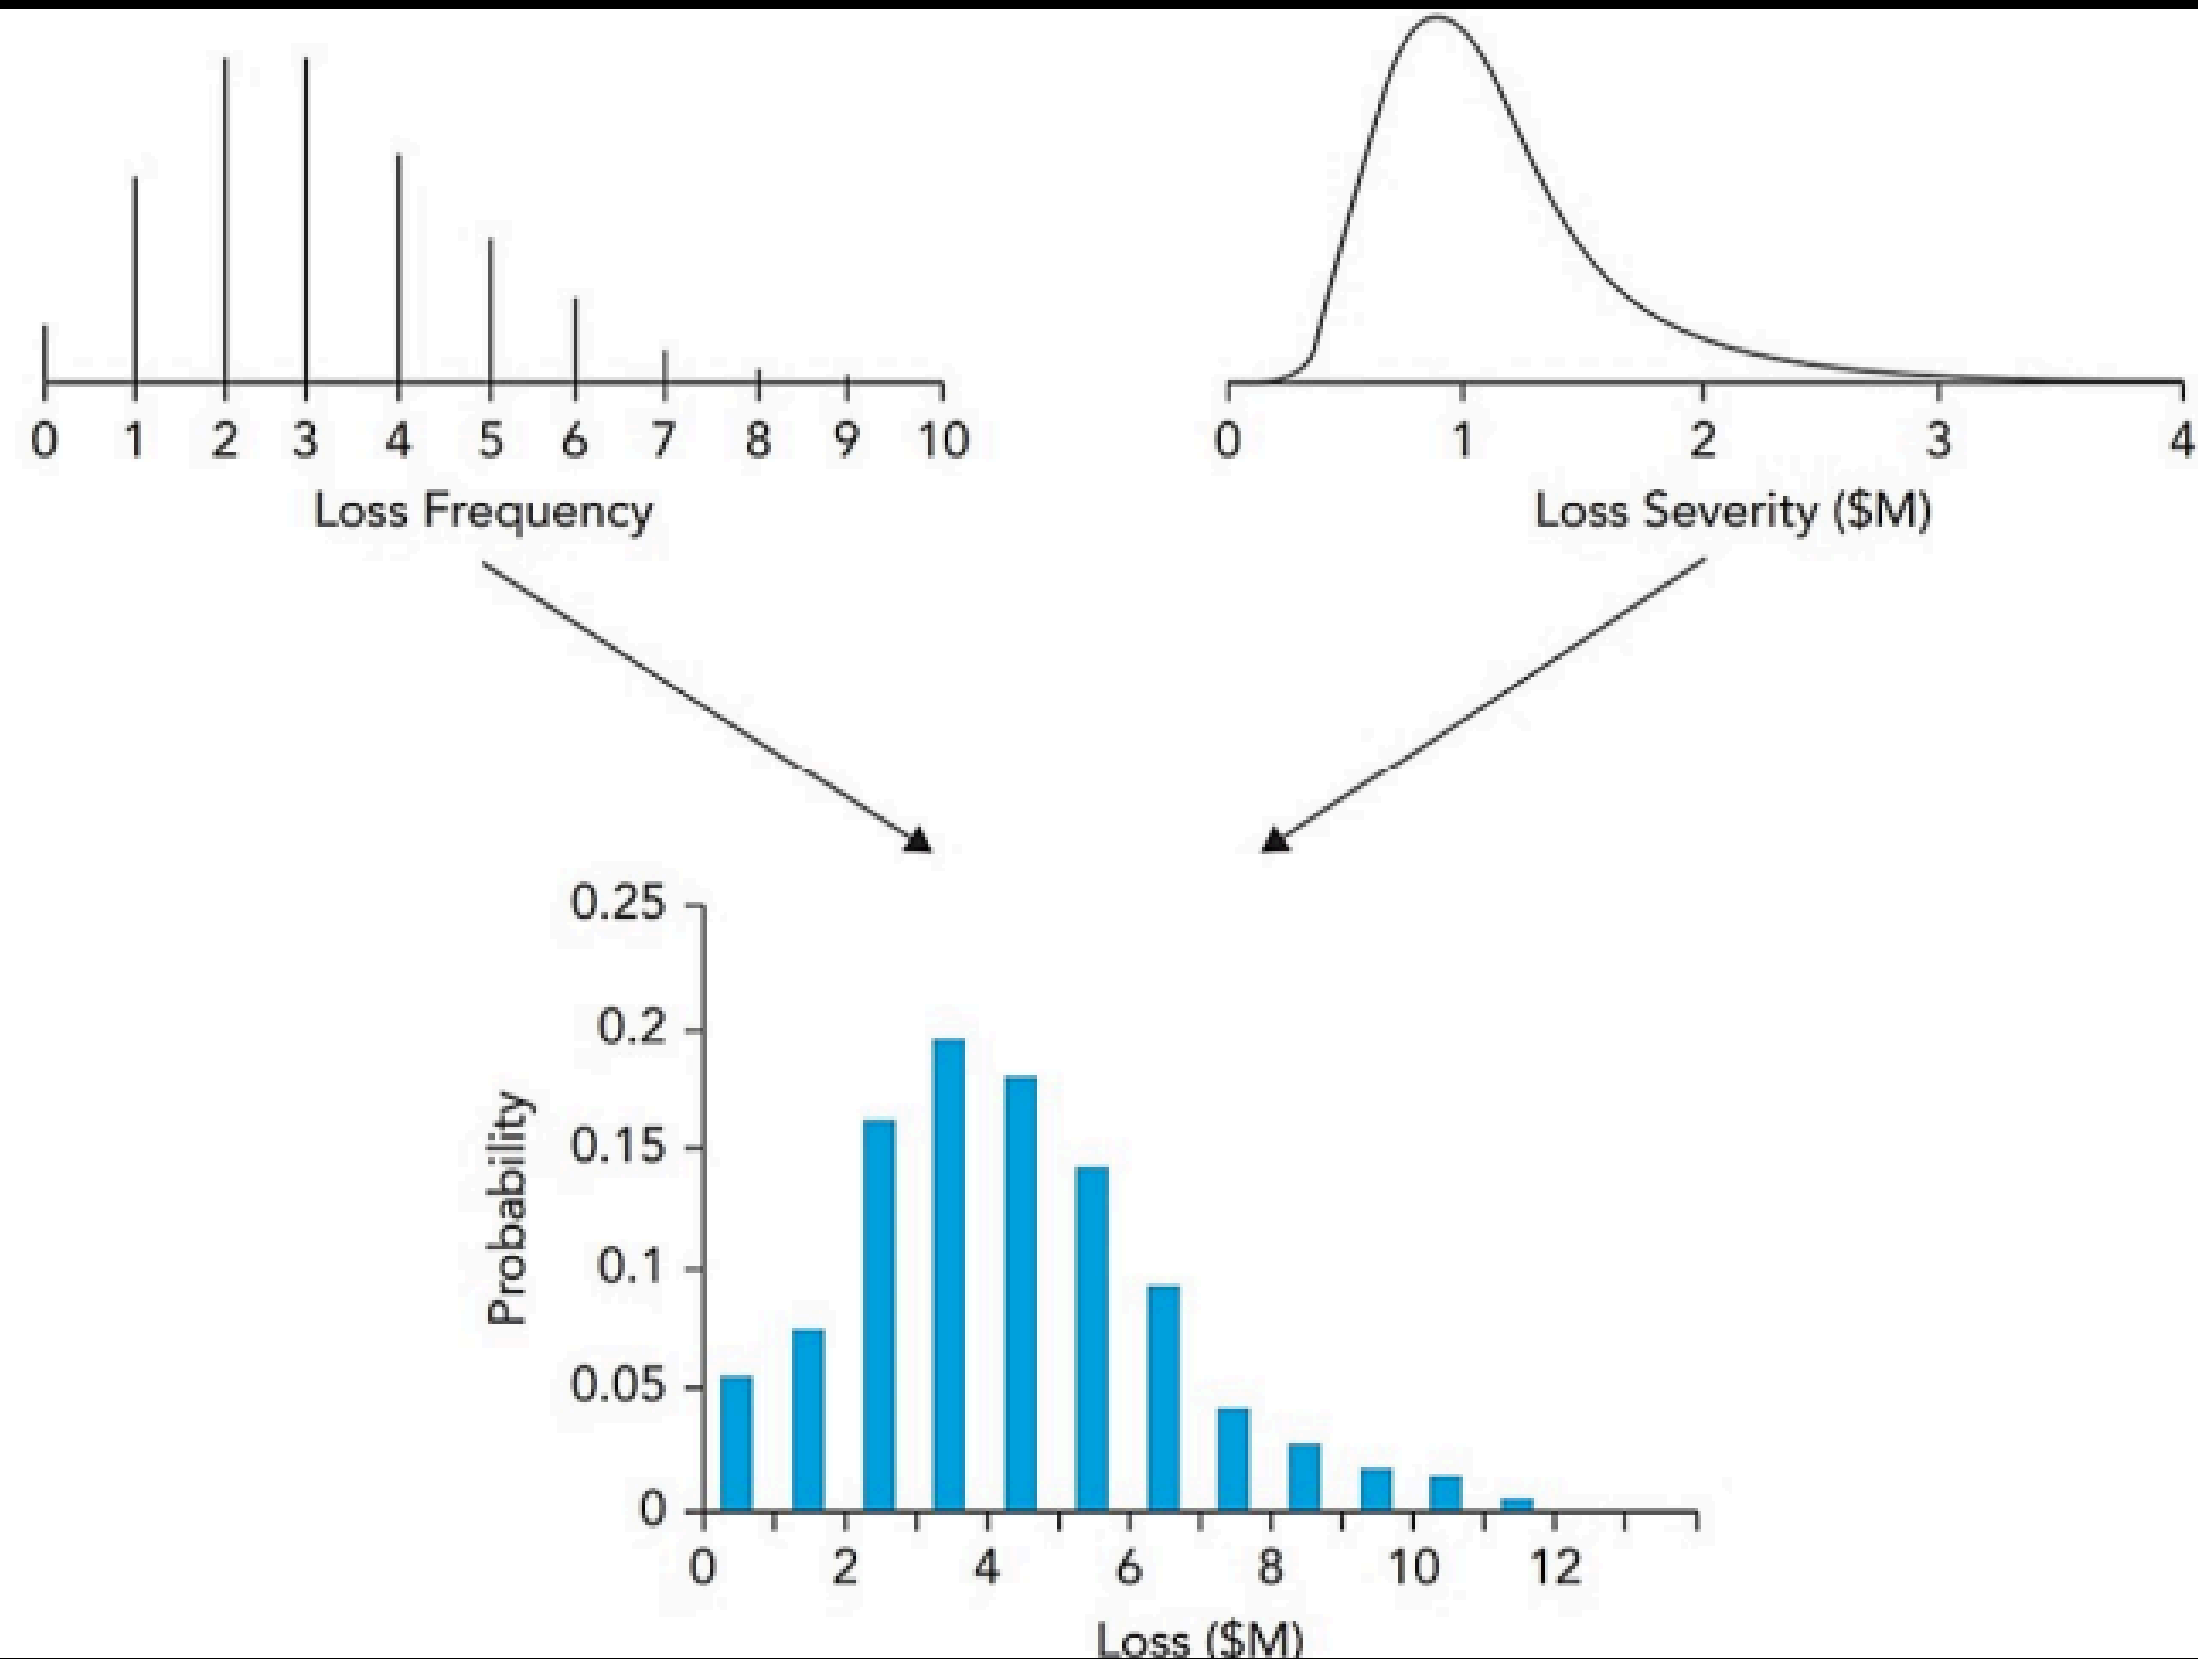 0 1 2 3 4 5 6 7 8 9 10
Loss Frequency
0 1 2 3 4
Loss Severity ($M)
0.25
0.2
0.15
0.1
0.05
0
Probability
0 2 4 6 8 10 12
Loss ($M)